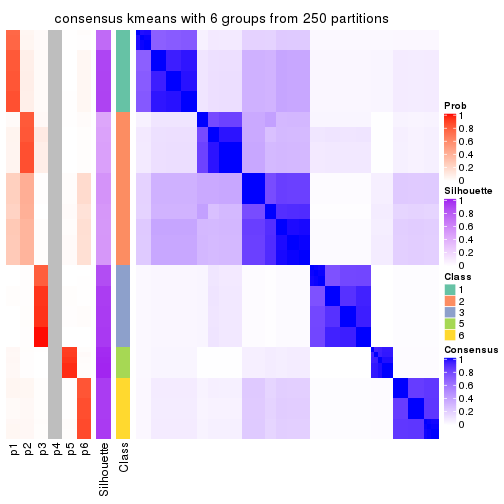 consensus kmeans with 6 groups from 250 partitions
Prob
1
0.8
0.6
0.4
0.2
0
Silhouette
1
0.8
0.6
0.4
0.2
0
Class
1
2
3
5
6
Consensus
1
0.8
0.6
0.4
0.2
0
p1
p2
p3
p4
p5
p6
Silhouette
Class